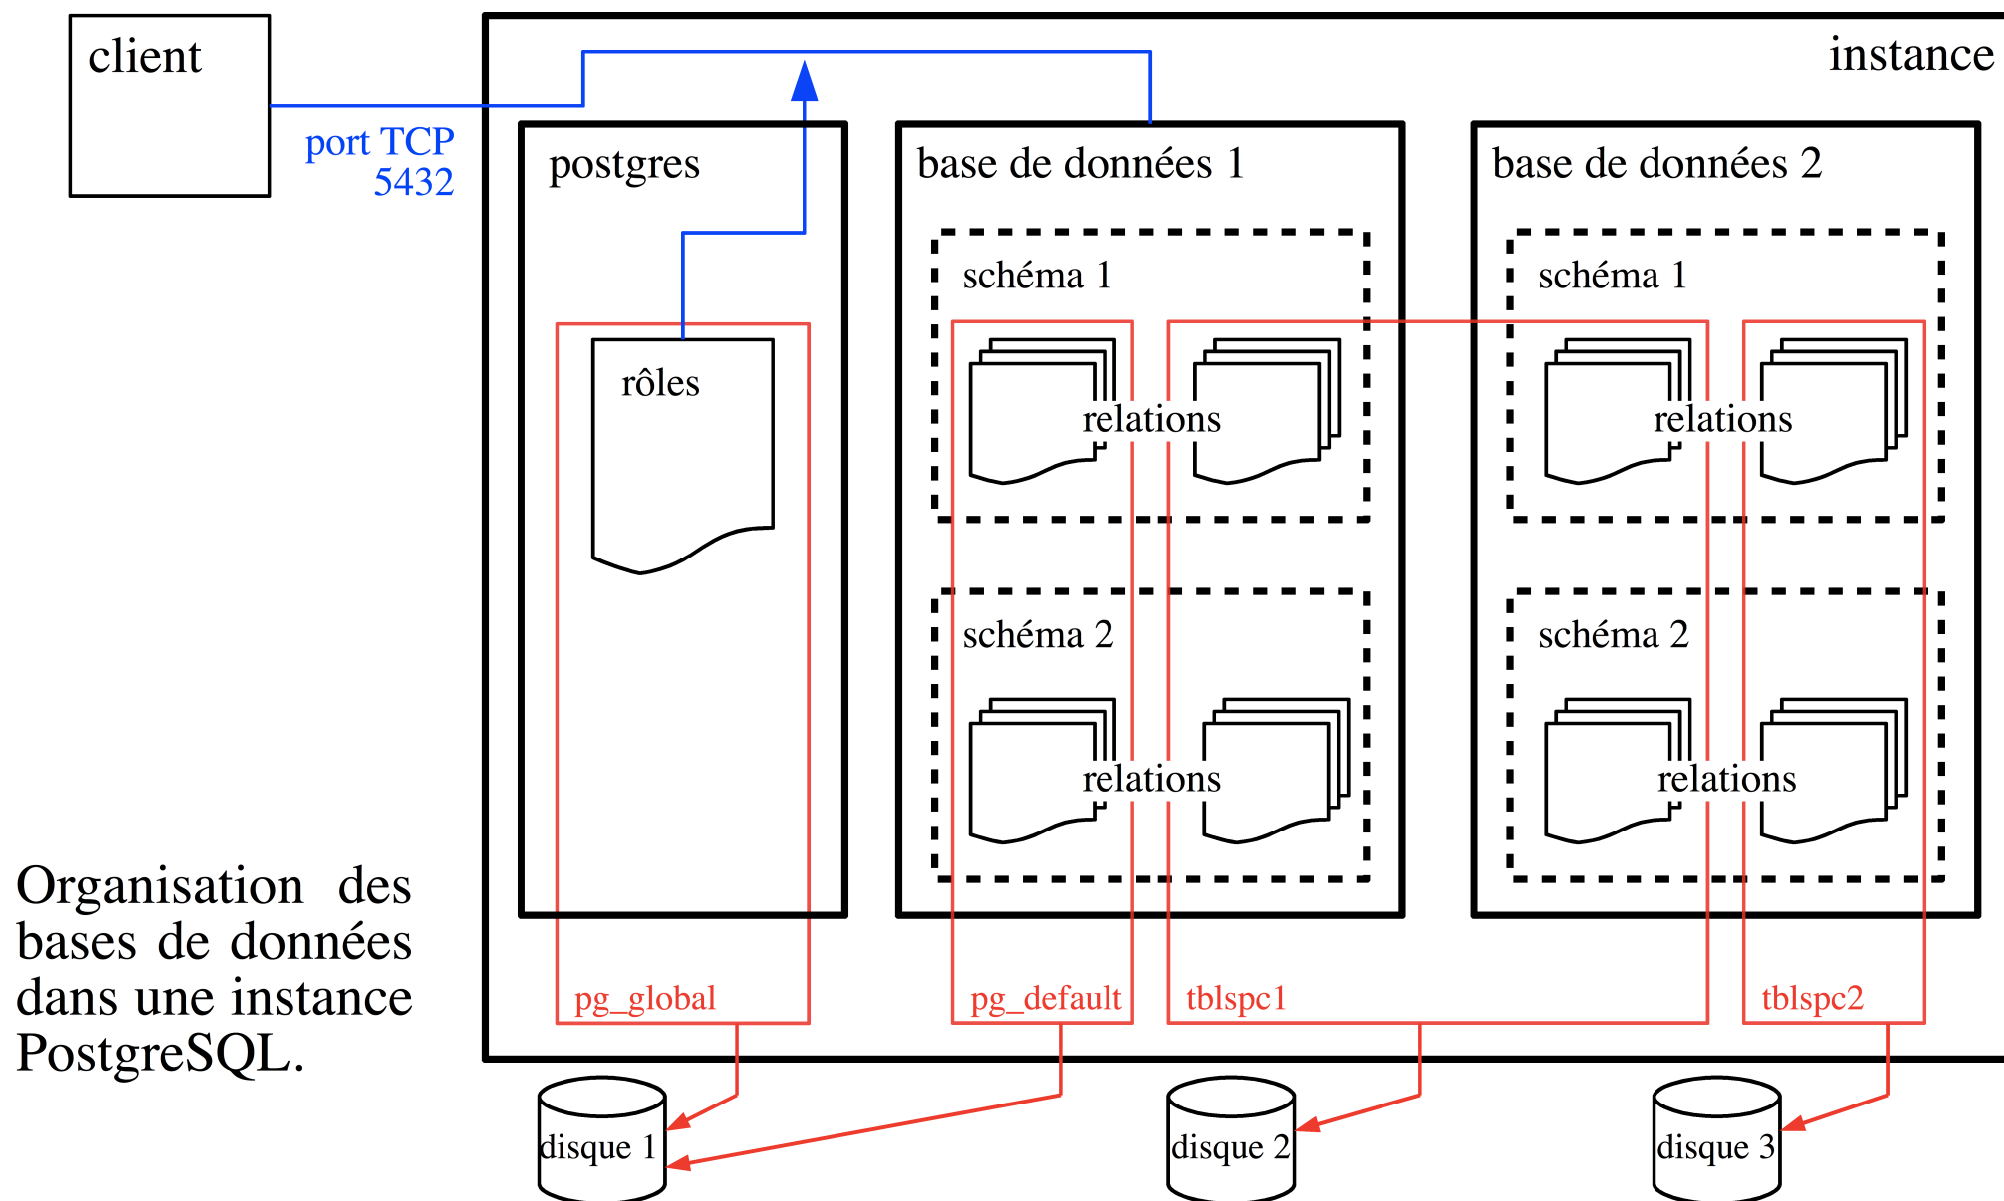 client
instance
port TCP
5432
postgres
base de données 1
base de données 2
schéma 1
schéma 1
rôles
relations
relations
schéma 2
schéma 2
relations
relations
Organisation des
bases de données
dans une instance
PostgreSQL.
pg_global
pg_default
tblspc1
tblspc2
disque 1
disque 2
disque 3